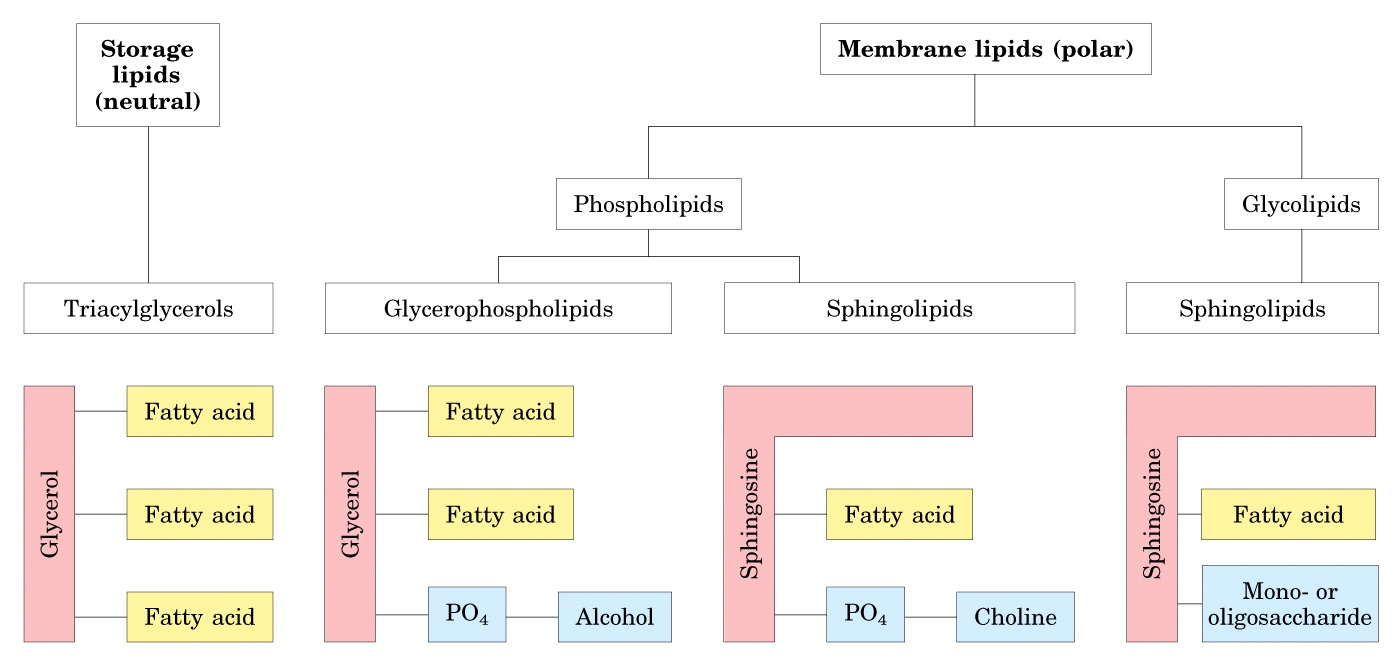 Storage
lipids
(neutral)
Membrane lipids (polar)
Phospholipids
Glycolipids
Triacylglycerols
Glycerophospholipids
Sphingolipids
Sphingolipids
Glycerol
Fatty acid
Fatty acid
Fatty acid
Glycerol
Fatty acid
Fatty acid
PO₄
Alcohol
Sphingosine
Fatty acid
PO₄
Choline
Sphingosine
Fatty acid
Mono- or
oligosaccharide